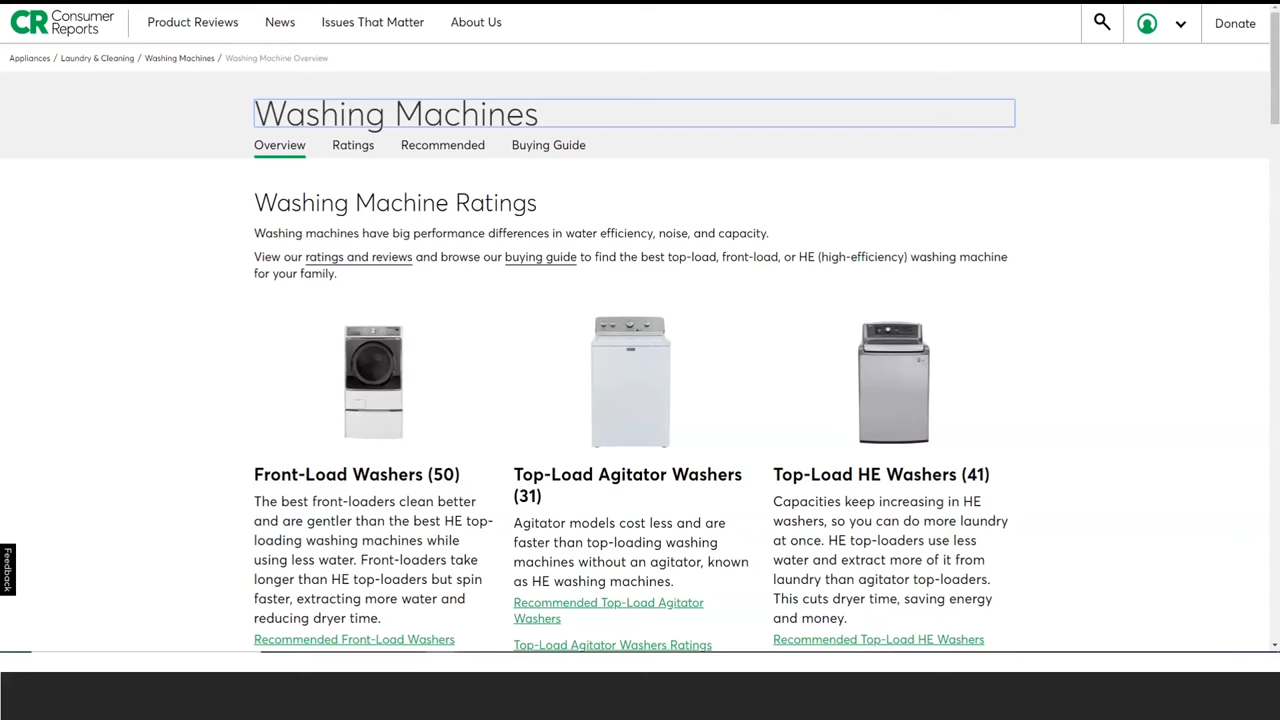 CR Consumer Reports
Product Reviews
News
Issues That Matter
About Us
Donate
Appliances / Laundry & Cleaning / Washing Machines / Washing Machine Overview
Washing Machines
Overview
Ratings
Recommended
Buying Guide
Washing Machine Ratings
Washing machines have big performance differences in water efficiency, noise, and capacity.
View our ratings and reviews and browse our buying guide to find the best top-load, front-load, or HE (high-efficiency) washing machine
for your family.
Front-Load Washers (50)
The best front-loaders clean better
and are gentler than the best HE top-
loading washing machines while
using less water. Front-loaders take
longer than HE top-loaders but spin
faster, extracting more water and
reducing dryer time.
Recommended Front-Load Washers
Top-Load Agitator Washers
(31)
Agitator models cost less and are
faster than top-loading washing
machines without an agitator, known
as HE washing machines.
Recommended Top-Load Agitator
Washers
Top-Load Agitator Washers Ratings
Top-Load HE Washers (41)
Capacities keep increasing in HE
washers, so you can do more laundry
at once. HE top-loaders use less
water and extract more of it from
laundry than agitator top-loaders.
This cuts dryer time, saving energy
and money.
Recommended Top-Load HE Washers
Feedback